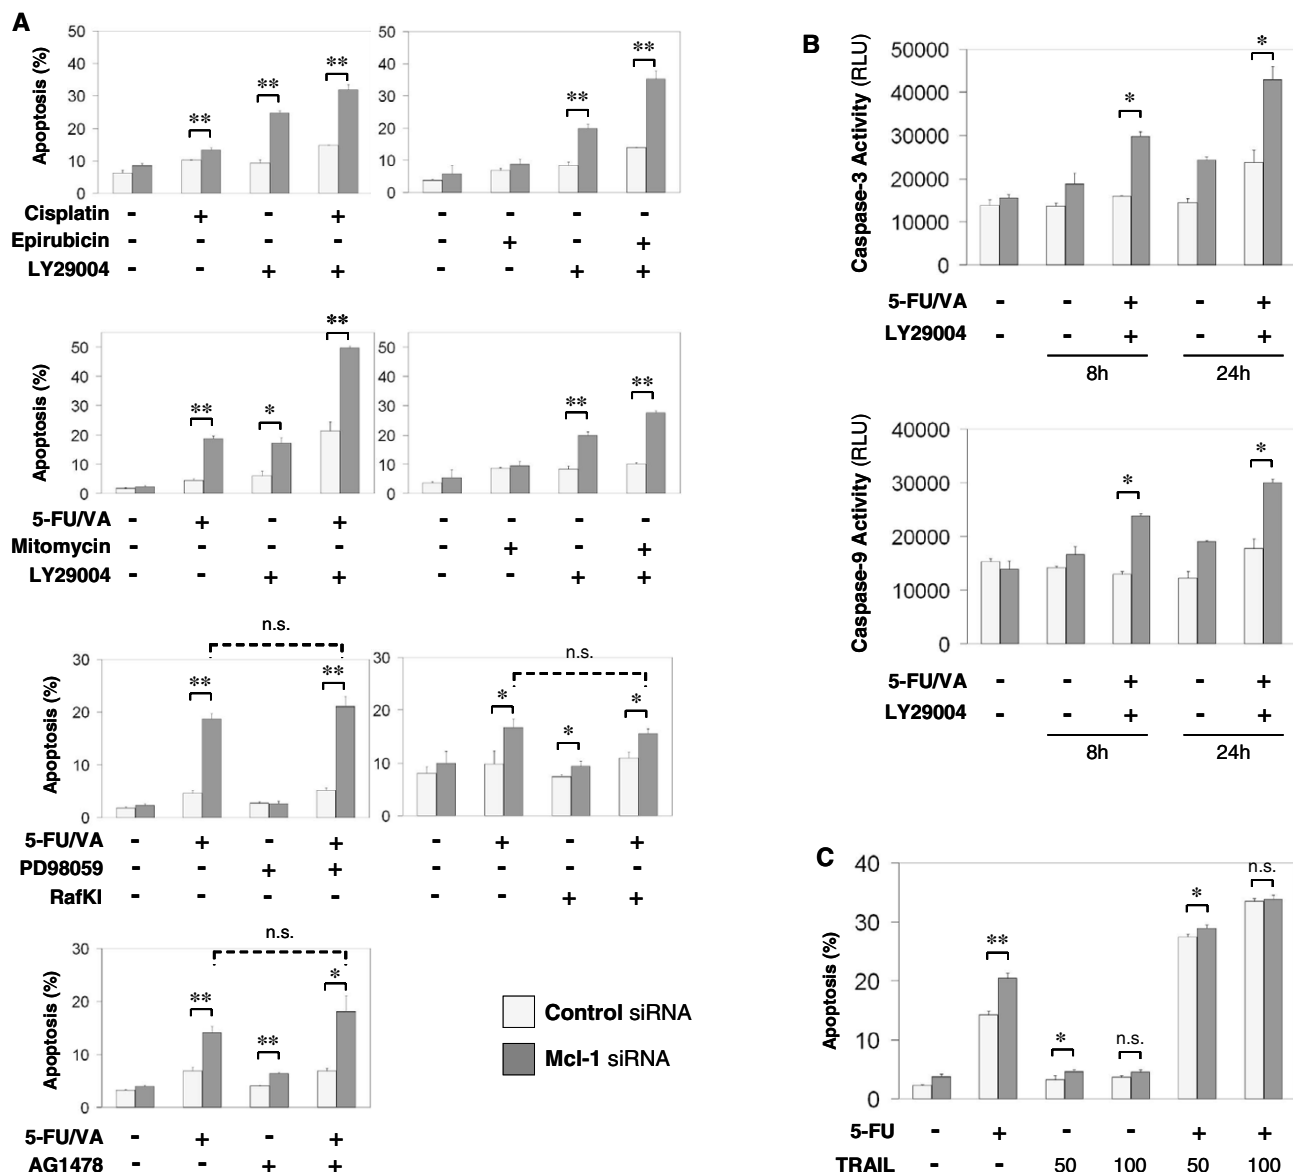 A
Apoptosis (%)
50
40
30
20
10
0
**
**
**
50
40
30
20
10
0
**
**
Cisplatin - + - + - - - -
Epirubicin - - - - - + - +
LY29004 - - + + - - + +
Apoptosis (%)
50
40
30
20
10
0
**
*
**
50
40
30
20
10
0
**
**
5-FU/VA - + - + - - - -
Mitomycin - - - - - + - +
LY29004 - - + + - - + +
Apoptosis (%)
30
20
10
0
**
n.s.
**
30
20
10
0
*
*
n.s.
*
5-FU/VA - + - + - + - +
PD98059 - - + + - - - -
RafKI - - - - - - + +
Apoptosis (%)
30
20
10
0
**
**
n.s.
*
5-FU/VA - + - +
AG1478 - - + +
Control siRNA
Mcl-1 siRNA
B
Caspase-3 Activity (RLU)
50000
40000
30000
20000
10000
0
*
*
5-FU/VA - - + - +
LY29004 - - + - +
8h 24h
Caspase-9 Activity (RLU)
40000
30000
20000
10000
0
*
*
5-FU/VA - - + - +
LY29004 - - + - +
8h 24h
C
Apoptosis (%)
40
30
20
10
0
**
*
n.s.
*
n.s.
5-FU - + - - + +
TRAIL - - 50 100 50 100